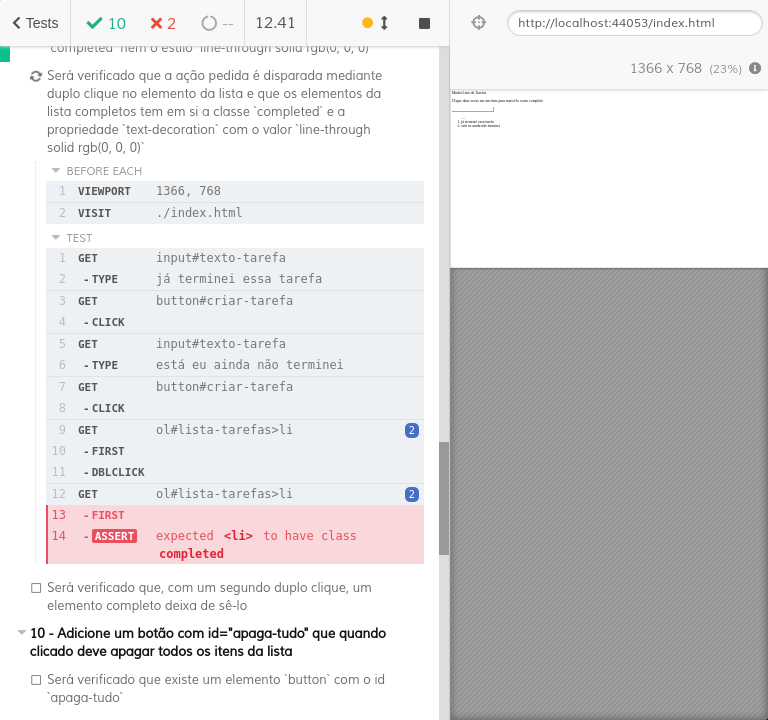 Tests 10 2 -- 12.41
http://localhost:44053/index.html
1366 x 768 (23%)
completed` nem o estilo `line-through solid rgb(0, 0, 0)`
Será verificado que a ação pedida é disparada mediante
duplo clique no elemento da lista e que os elementos da
lista completos tem em si a classe `completed` e a
propriedade `text-decoration` com o valor `line-through
solid rgb(0, 0, 0)`
BEFORE EACH
1 VIEWPORT 1366, 768
2 VISIT ./index.html
TEST
1 GET input#texto-tarefa
2 -TYPE já terminei essa tarefa
3 GET button#criar-tarefa
4 -CLICK
5 GET input#texto-tarefa
6 -TYPE está eu ainda não terminei
7 GET button#criar-tarefa
8 -CLICK
9 GET ol#lista-tarefas>li 2
10 -FIRST
11 -DBLCLICK
12 GET ol#lista-tarefas>li 2
13 -FIRST
14 -ASSERT expected <li> to have class
completed
Será verificado que, com um segundo duplo clique, um
elemento completo deixa de sê-lo
10 - Adicione um botão com id="apaga-tudo" que quando
clicado deve apagar todos os itens da lista
Será verificado que existe um elemento `button` com o id
`apaga-tudo`
Minha Lista de Tarefas
Clique duas vezes em um item para marcá-lo como completo
1. já terminei essa tarefa
2. está eu ainda não terminei